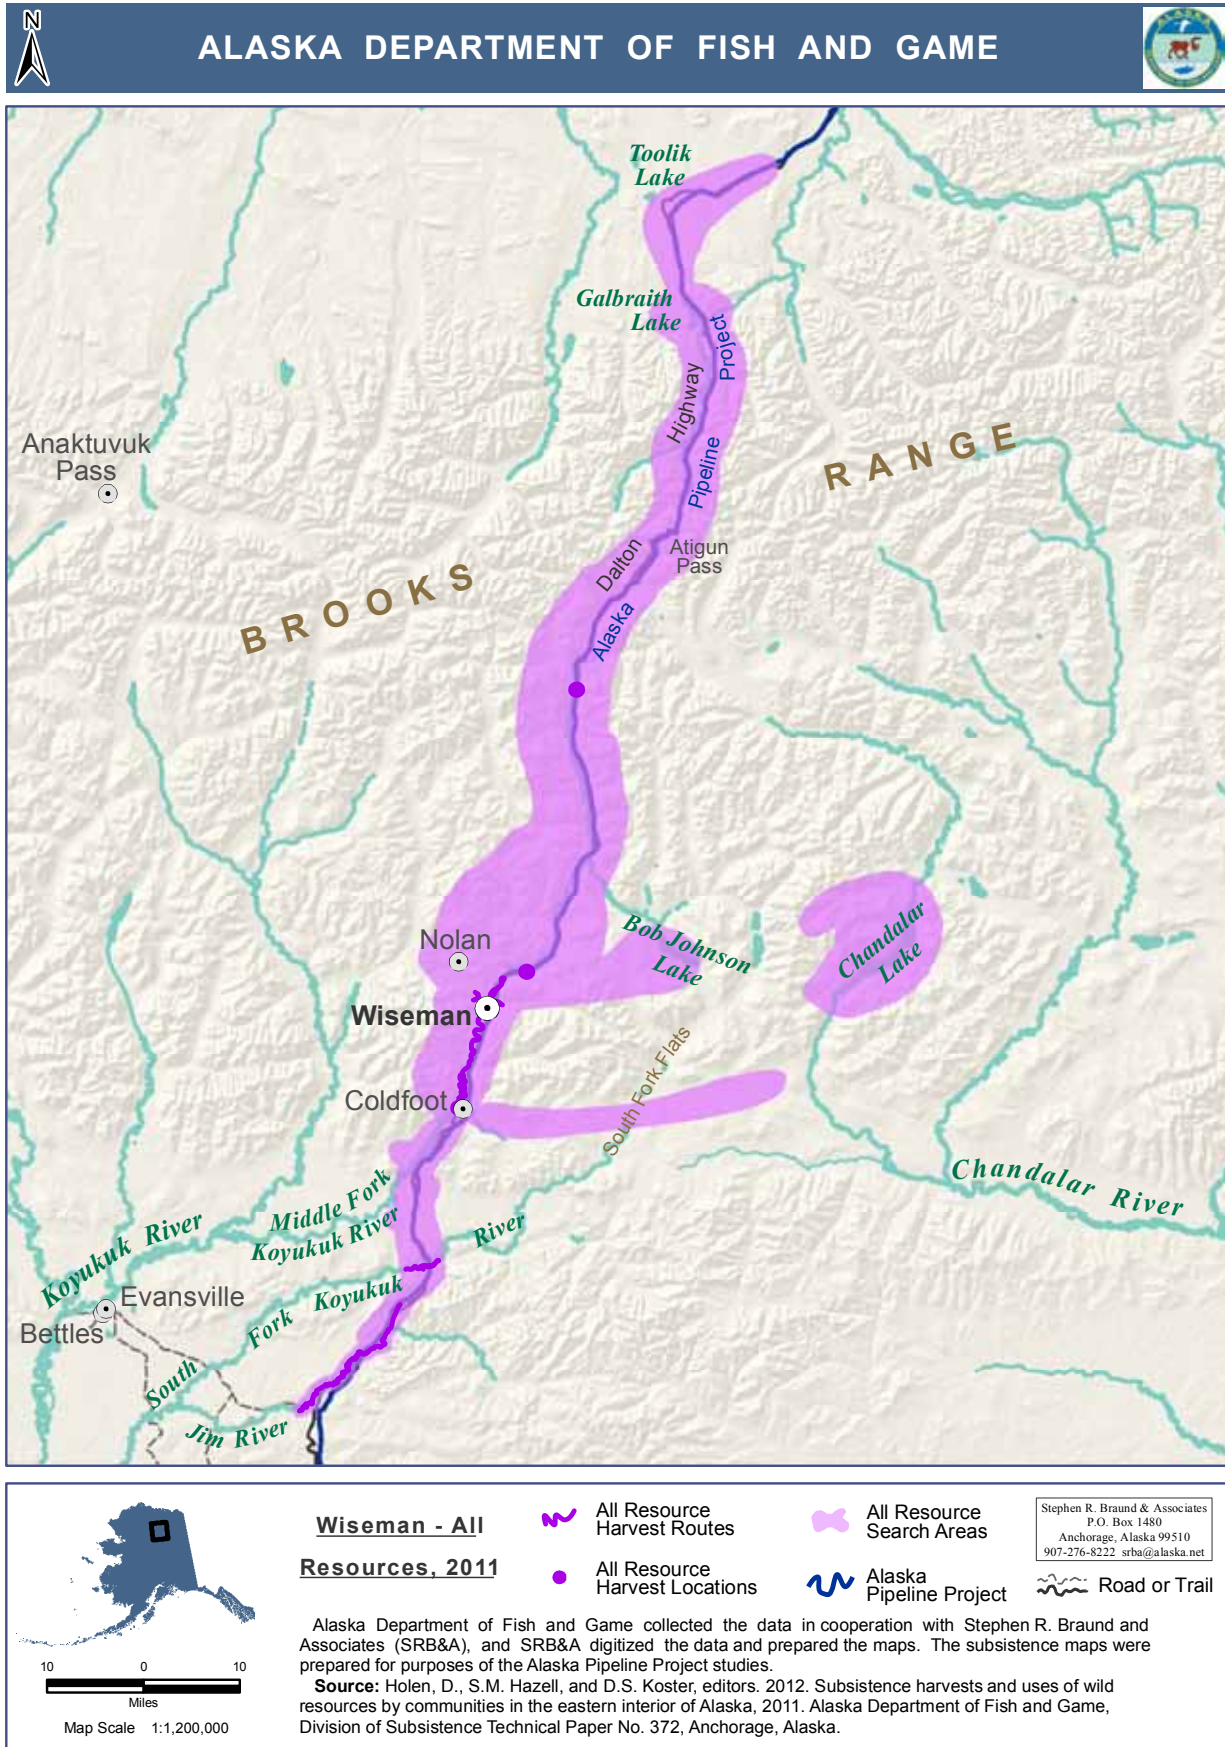 N
ALASKA DEPARTMENT OF FISH AND GAME
ALASKA
Toolik
Lake
Galbraith
Lake
Project
Highway
Pipeline
Anaktuvuk
Pass
RANGE
Atigun
Pass
Dalton
BROOKS
Alaska
Nolan
Bob Johnson
Lake
Chandalar
Lake
Wiseman
South Fork Flats
Coldfoot
Chandalar River
Middle Fork
Koyukuk River
Koyukuk River
River
Koyukuk
Fork
South
Evansville
Bettles
Jim River
Wiseman - All
Resources, 2011
All Resource
Harvest Routes
All Resource
Harvest Locations
All Resource
Search Areas
Alaska
Pipeline Project
Stephen R. Braund & Associates
P.O. Box 1480
Anchorage, Alaska 99510
907-276-8222 srba@alaska.net
Road or Trail
10 0 10
Miles
Map Scale 1:1,200,000
Alaska Department of Fish and Game collected the data in cooperation with Stephen R. Braund and
Associates (SRB&A), and SRB&A digitized the data and prepared the maps. The subsistence maps were
prepared for purposes of the Alaska Pipeline Project studies.
Source: Holen, D., S.M. Hazell, and D.S. Koster, editors. 2012. Subsistence harvests and uses of wild
resources by communities in the eastern interior of Alaska, 2011. Alaska Department of Fish and Game,
Division of Subsistence Technical Paper No. 372, Anchorage, Alaska.